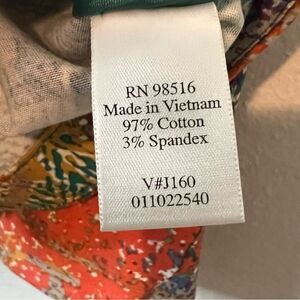 RN 98516
Made in Vietnam
97% Cotton
3% Spandex
V#J160
011022540